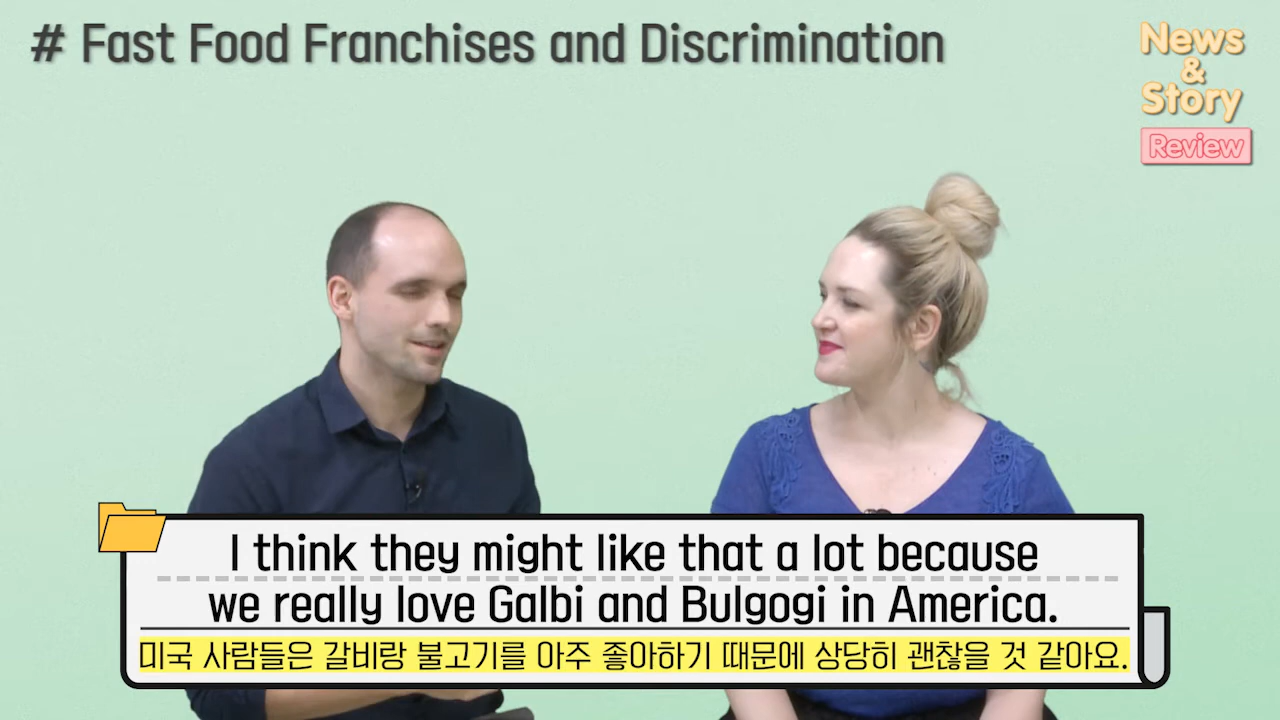 # Fast Food Franchises and Discrimination
News
&
Story
Review
I think they might like that a lot because
we really love Galbi and Bulgogi in America.
미국 사람들은 갈비랑 불고기를 아주 좋아하기 때문에 상당히 괜찮을 것 같아요.